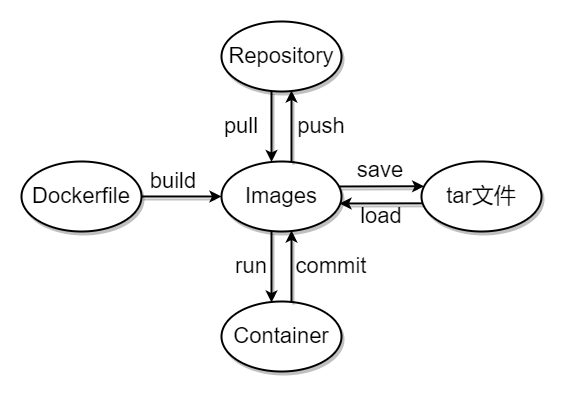 Repository
pull
push
build
save
Dockerfile
Images
tar文件
load
run
commit
Container